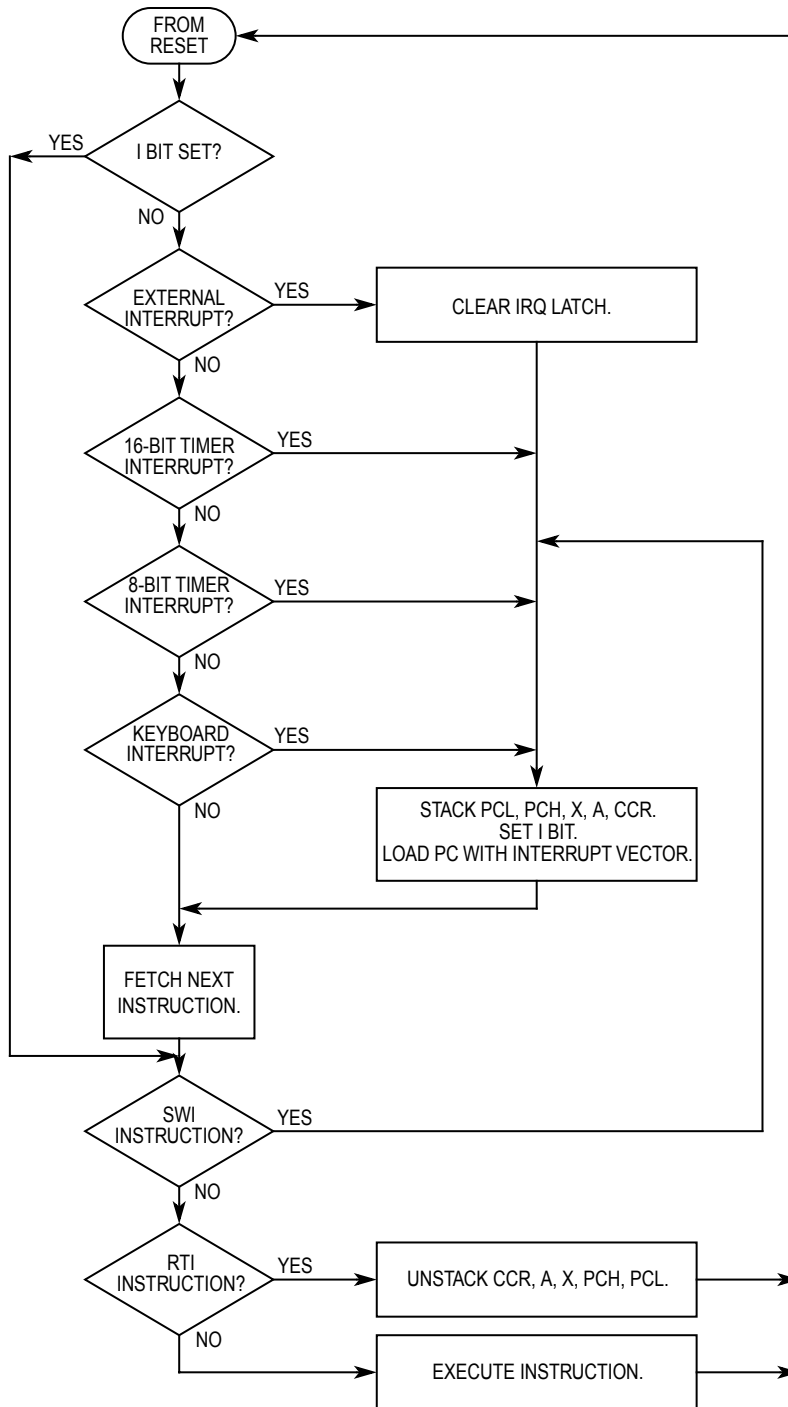 FROM
RESET
YES
I BIT SET?
NO
EXTERNAL
INTERRUPT?
YES
CLEAR IRQ LATCH.
NO
16-BIT TIMER
INTERRUPT?
YES
NO
8-BIT TIMER
INTERRUPT?
YES
NO
KEYBOARD
INTERRUPT?
YES
NO
STACK PCL, PCH, X, A, CCR.
SET I BIT.
LOAD PC WITH INTERRUPT VECTOR.
FETCH NEXT
INSTRUCTION.
SWI
INSTRUCTION?
YES
NO
RTI
INSTRUCTION?
YES
UNSTACK CCR, A, X, PCH, PCL.
NO
EXECUTE INSTRUCTION.